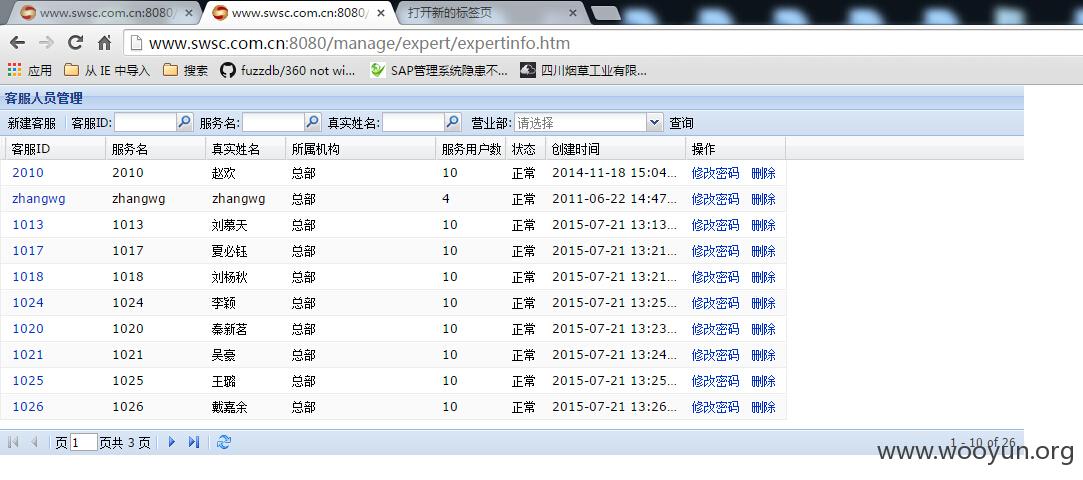 www.swsc.com.cn:8080/ www.swsc.com.cn:8080/ 打开新的标签页
www.swsc.com.cn:8080/manage/expert/expertinfo.htm
应用 从 IE 中导入 搜索 fuzzdb/360 not wi... SAP管理系统隐患不... 四川烟草工业有限...
客服人员管理
新建客服 客服ID: 服务名: 真实姓名: 营业部: 请选择 查询
客服ID 服务名 真实姓名 所属机构 服务用户数 状态 创建时间 操作
2010 2010 赵欢 总部 10 正常 2014-11-18 15:04... 修改密码 删除
zhangwg zhangwg zhangwg 总部 4 正常 2011-06-22 14:47... 修改密码 删除
1013 1013 刘慕天 总部 10 正常 2015-07-21 13:13... 修改密码 删除
1017 1017 夏必钰 总部 10 正常 2015-07-21 13:21... 修改密码 删除
1018 1018 刘杨秋 总部 10 正常 2015-07-21 13:21... 修改密码 删除
1024 1024 李颖 总部 10 正常 2015-07-21 13:25... 修改密码 删除
1020 1020 秦新茗 总部 10 正常 2015-07-21 13:23... 修改密码 删除
1021 1021 吴豪 总部 10 正常 2015-07-21 13:24... 修改密码 删除
1025 1025 王璐 总部 10 正常 2015-07-21 13:25... 修改密码 删除
1026 1026 戴嘉余 总部 10 正常 2015-07-21 13:26... 修改密码 删除
页 1 页共 3 页 1 - 10 of 26
www.wooyun.org